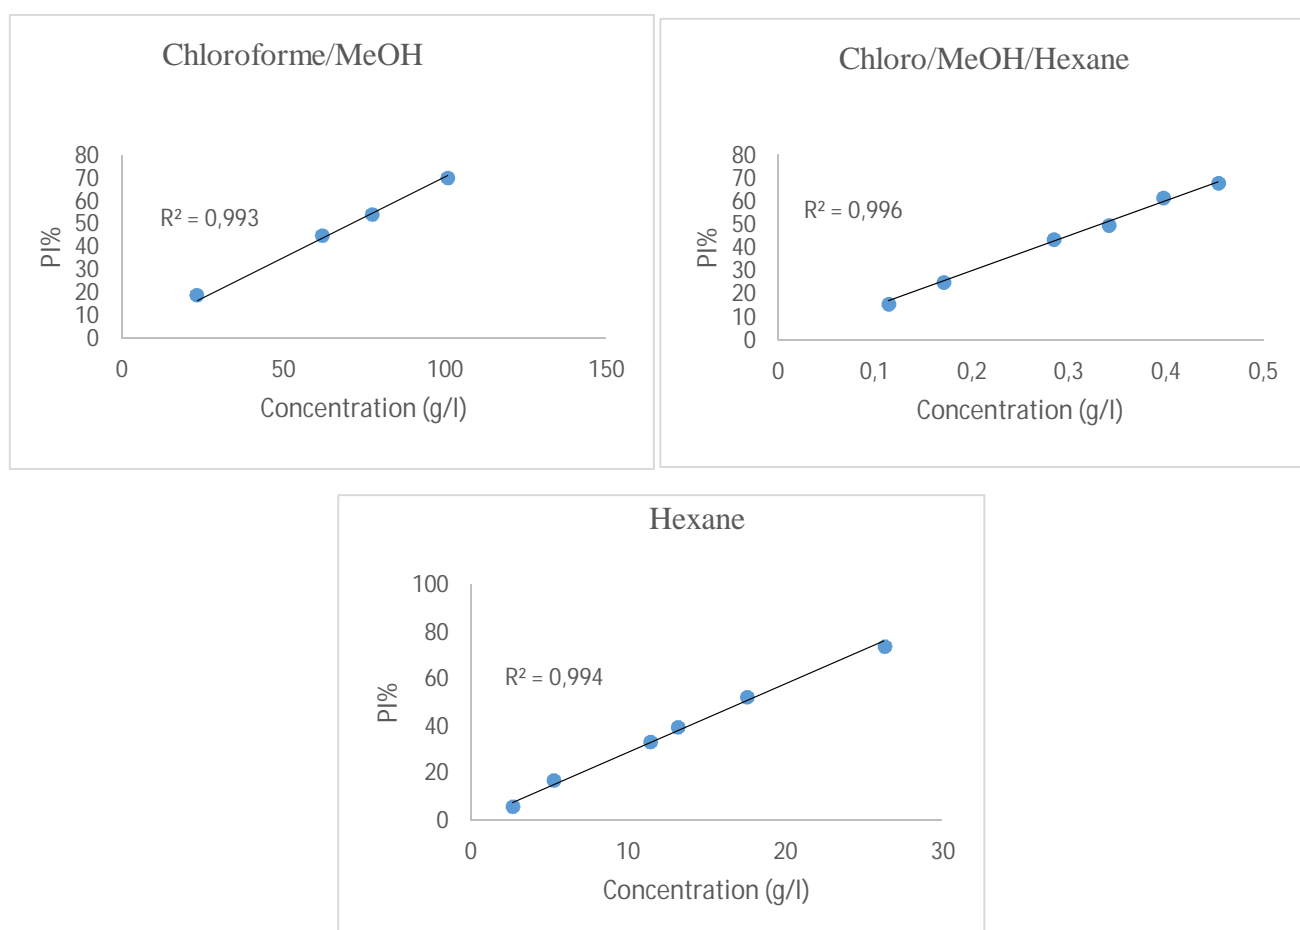 Chloroforme/MeOH
80
70
60
50
40
30
20
10
0
PI%
R² = 0,993
0 50 100 150
Concentration (g/l)
Chloro/MeOH/Hexane
80
70
60
50
40
30
20
10
0
PI%
R² = 0,996
0 0,1 0,2 0,3 0,4 0,5
Concentration (g/l)
Hexane
100
80
60
40
20
0
PI%
R² = 0,994
0 10 20 30
Concentration (g/l)